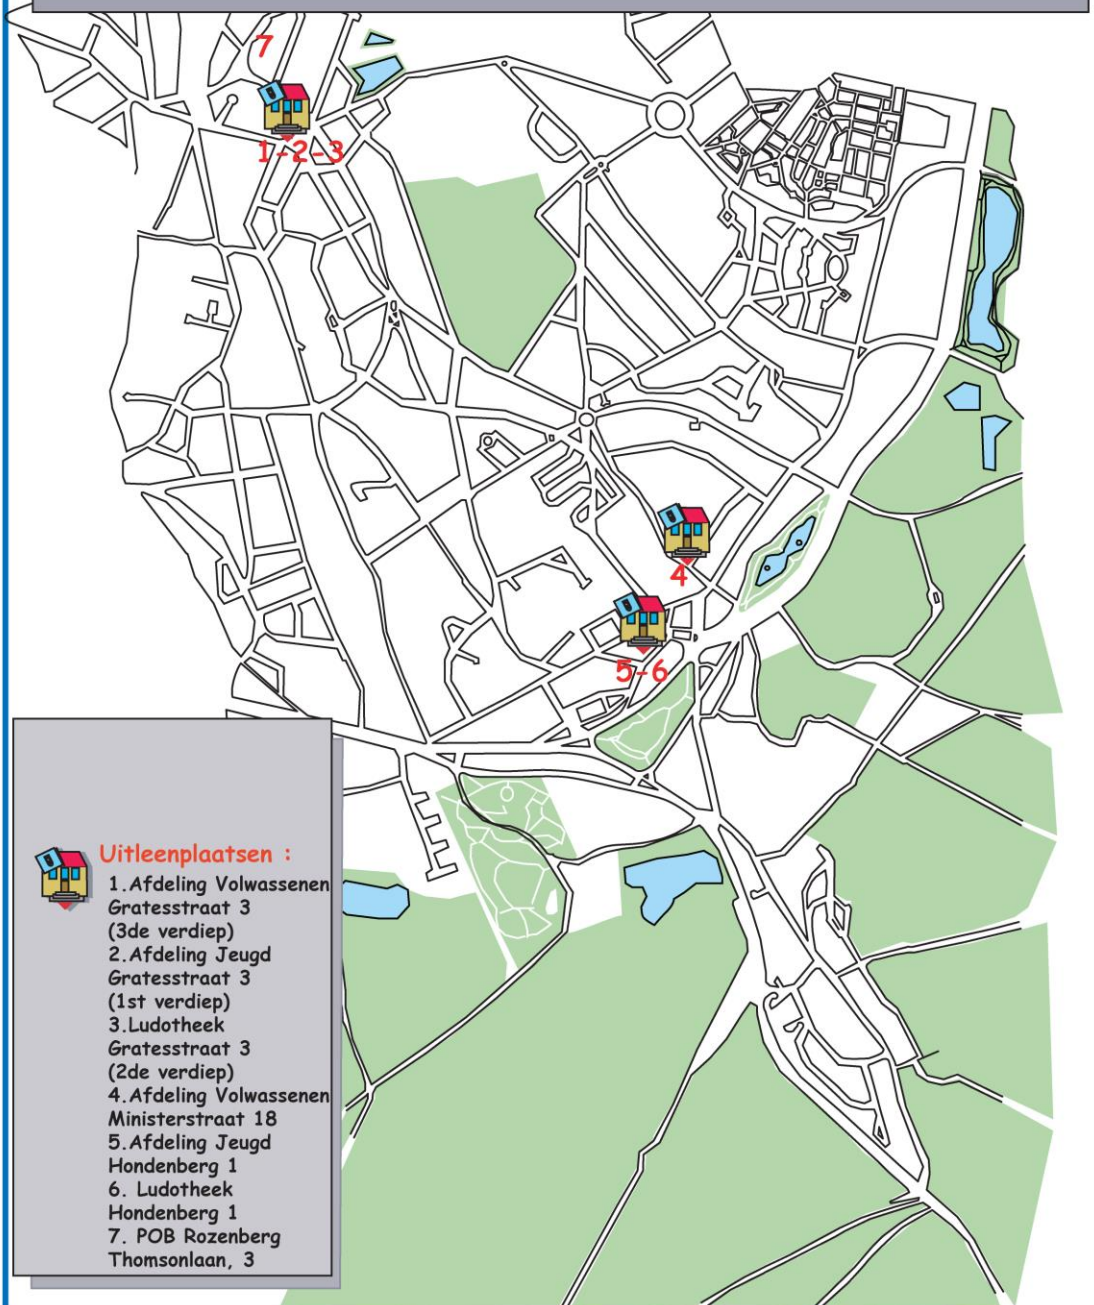 7
1-2-3
4
5-6
Uitleenplaatsen :
1.Afdeling Volwassenen
Gratesstraat 3
(3de verdiep)
2.Afdeling Jeugd
Gratesstraat 3
(1st verdiep)
3.Ludotheek
Gratesstraat 3
(2de verdiep)
4.Afdeling Volwassenen
Ministerstraat 18
5.Afdeling Jeugd
Hondenberg 1
6. Ludotheek
Hondenberg 1
7. POB Rozenberg
Thomsonlaan, 3